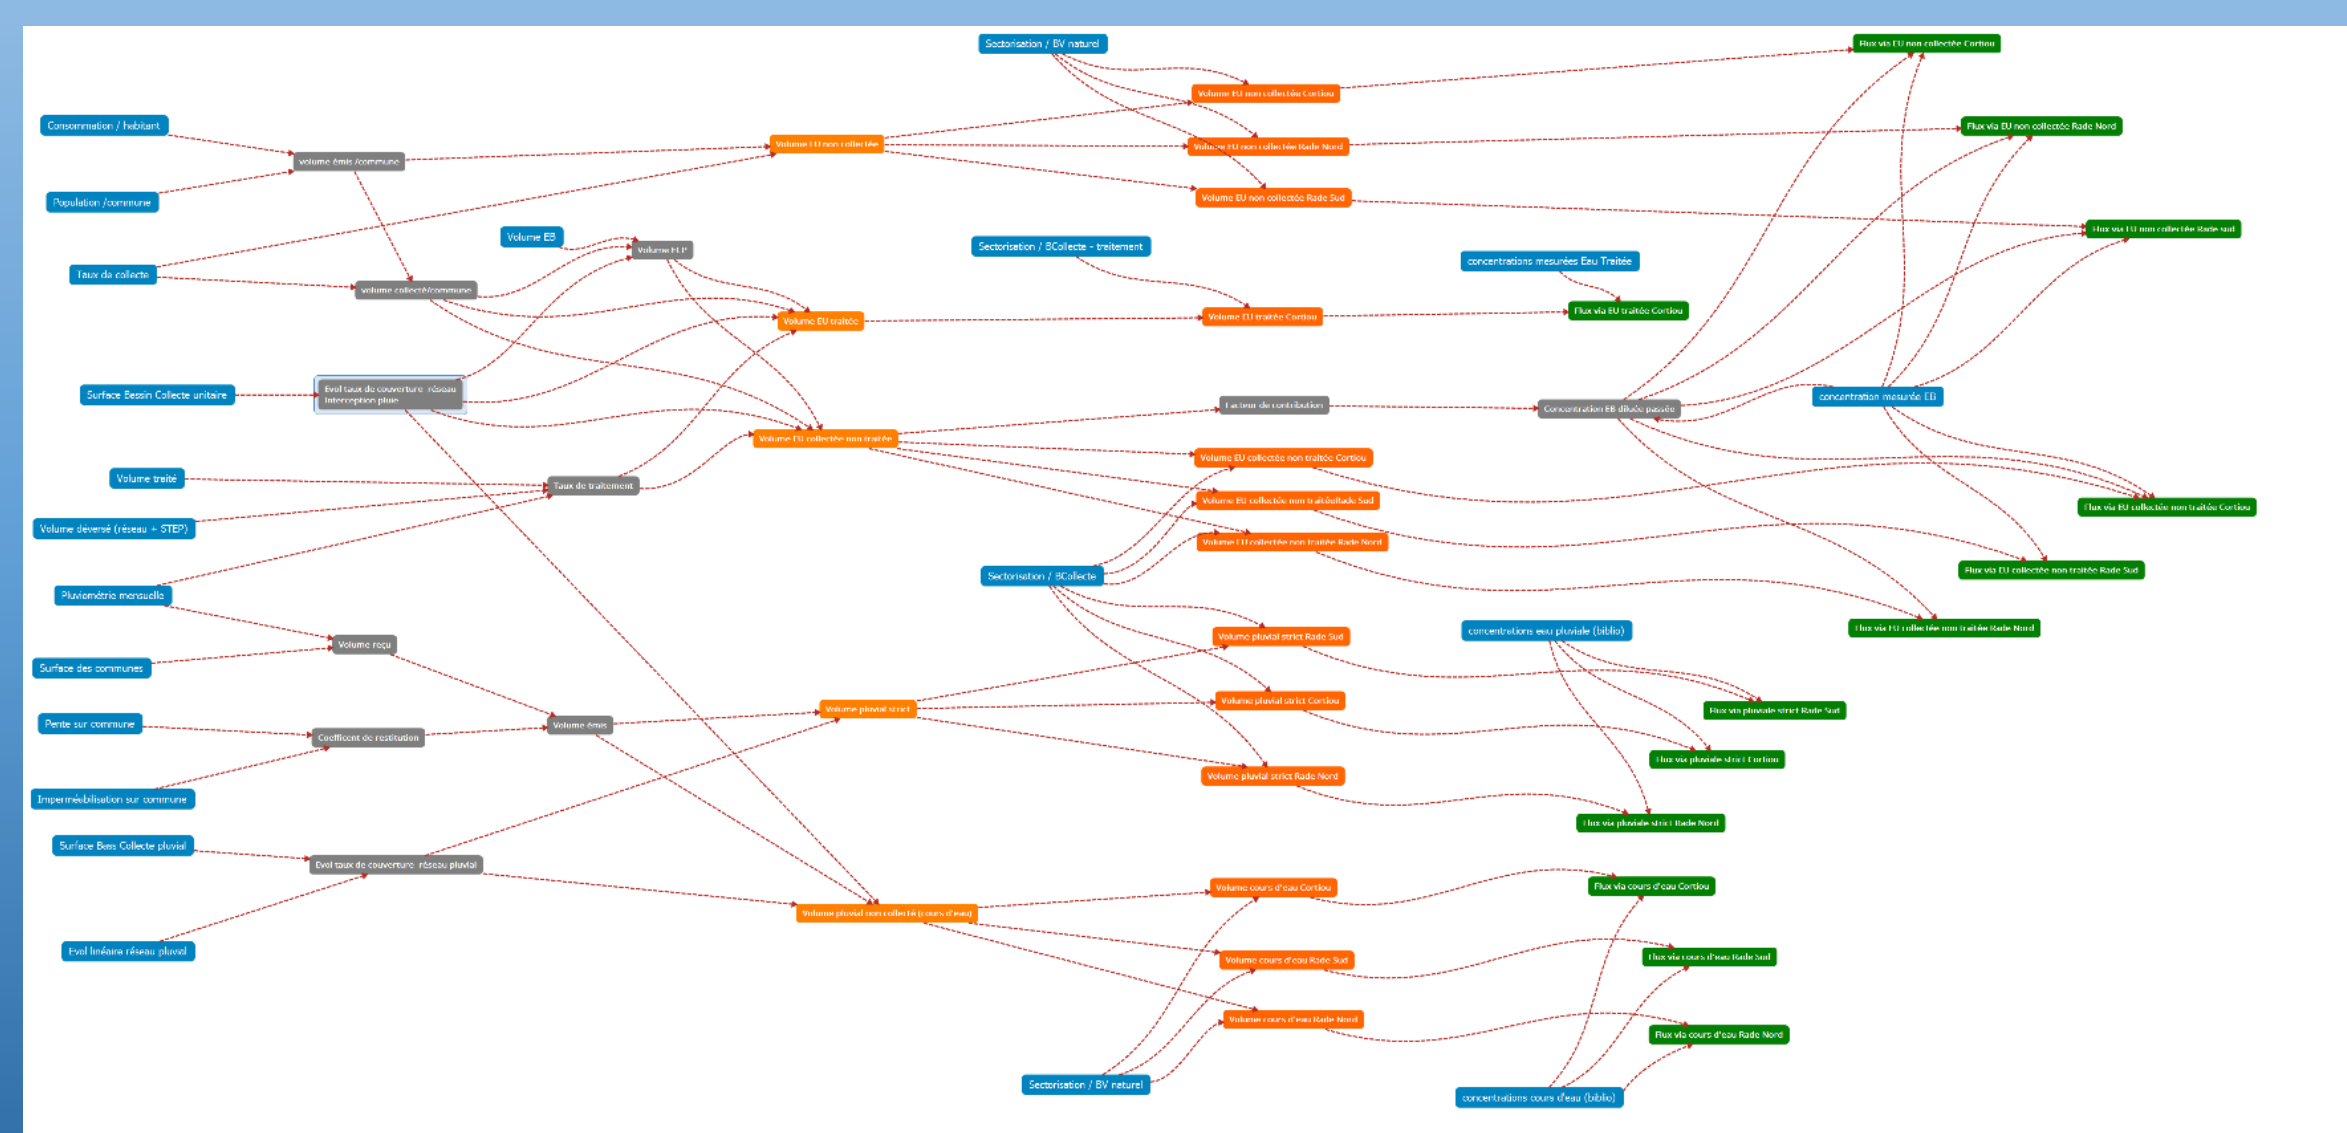 Sectorisation / BV naturel
Flux via EU non collectée Cortiou
Volume EU non collectée Cortiou
Consommation / habitant
Flux via EU non collectée Rade Nord
Volume EU non collectée
Volume EU non collectée Rade Nord
volume émis /commune
Population /commune
Volume EU non collectée Rade Sud
Flux via EU non collectée Rade sud
Volume EB
Volume ECP
Sectorisation / BCollecte - traitement
concentrations mesurées Eau Traitée
Taux de collecte
volume collecté/commune
Flux via EU traitée Cortiou
Volume EU traitée
Volume EU traitée Cortiou
Surface Bassin Collecte unitaire
Evol taux de couverture réseau
Interception pluie
Facteur de contribution
Concentration EB diluée passée
concentration mesurée EB
Volume EU collectée non traitée
Volume EU collectée non traitée Cortiou
Volume traité
Taux de traitement
Volume EU collectée non traitéeRade Sud
Flux via EU collectée non traitée Cortiou
Volume déversé (réseau + STEP)
Volume EU collectée non traitée Rade Nord
Flux via EU collectée non traitée Rade Sud
Sectorisation / BCollecte
Pluviométrie mensuelle
Flux via EU collectée non traitée Rade Nord
concentrations eau pluviale (biblio)
Volume pluvial strict Rade Sud
Volume reçu
Surface des communes
Volume pluvial strict Cortiou
Volume pluvial strict
Flux via pluviale strict Rade Sud
Pente sur commune
Volume émis
Coefficent de restitution
Flux via pluviale strict Cortiou
Volume pluvial strict Rade Nord
Imperméabilisation sur commune
Flux via pluviale strict Rade Nord
Surface Bass Collecte pluvial
Evol taux de couverture réseau pluvial
Volume cours d'eau Cortiou
Flux via cours d'eau Cortiou
Volume pluvial non collecté (cours d'eau)
Evol linéaire réseau pluvial
Volume cours d'eau Rade Sud
Flux via cours d'eau Rade Sud
Volume cours d'eau Rade Nord
Flux via cours d'eau Rade Nord
Sectorisation / BV naturel
concentrations cours d'eau (biblio)